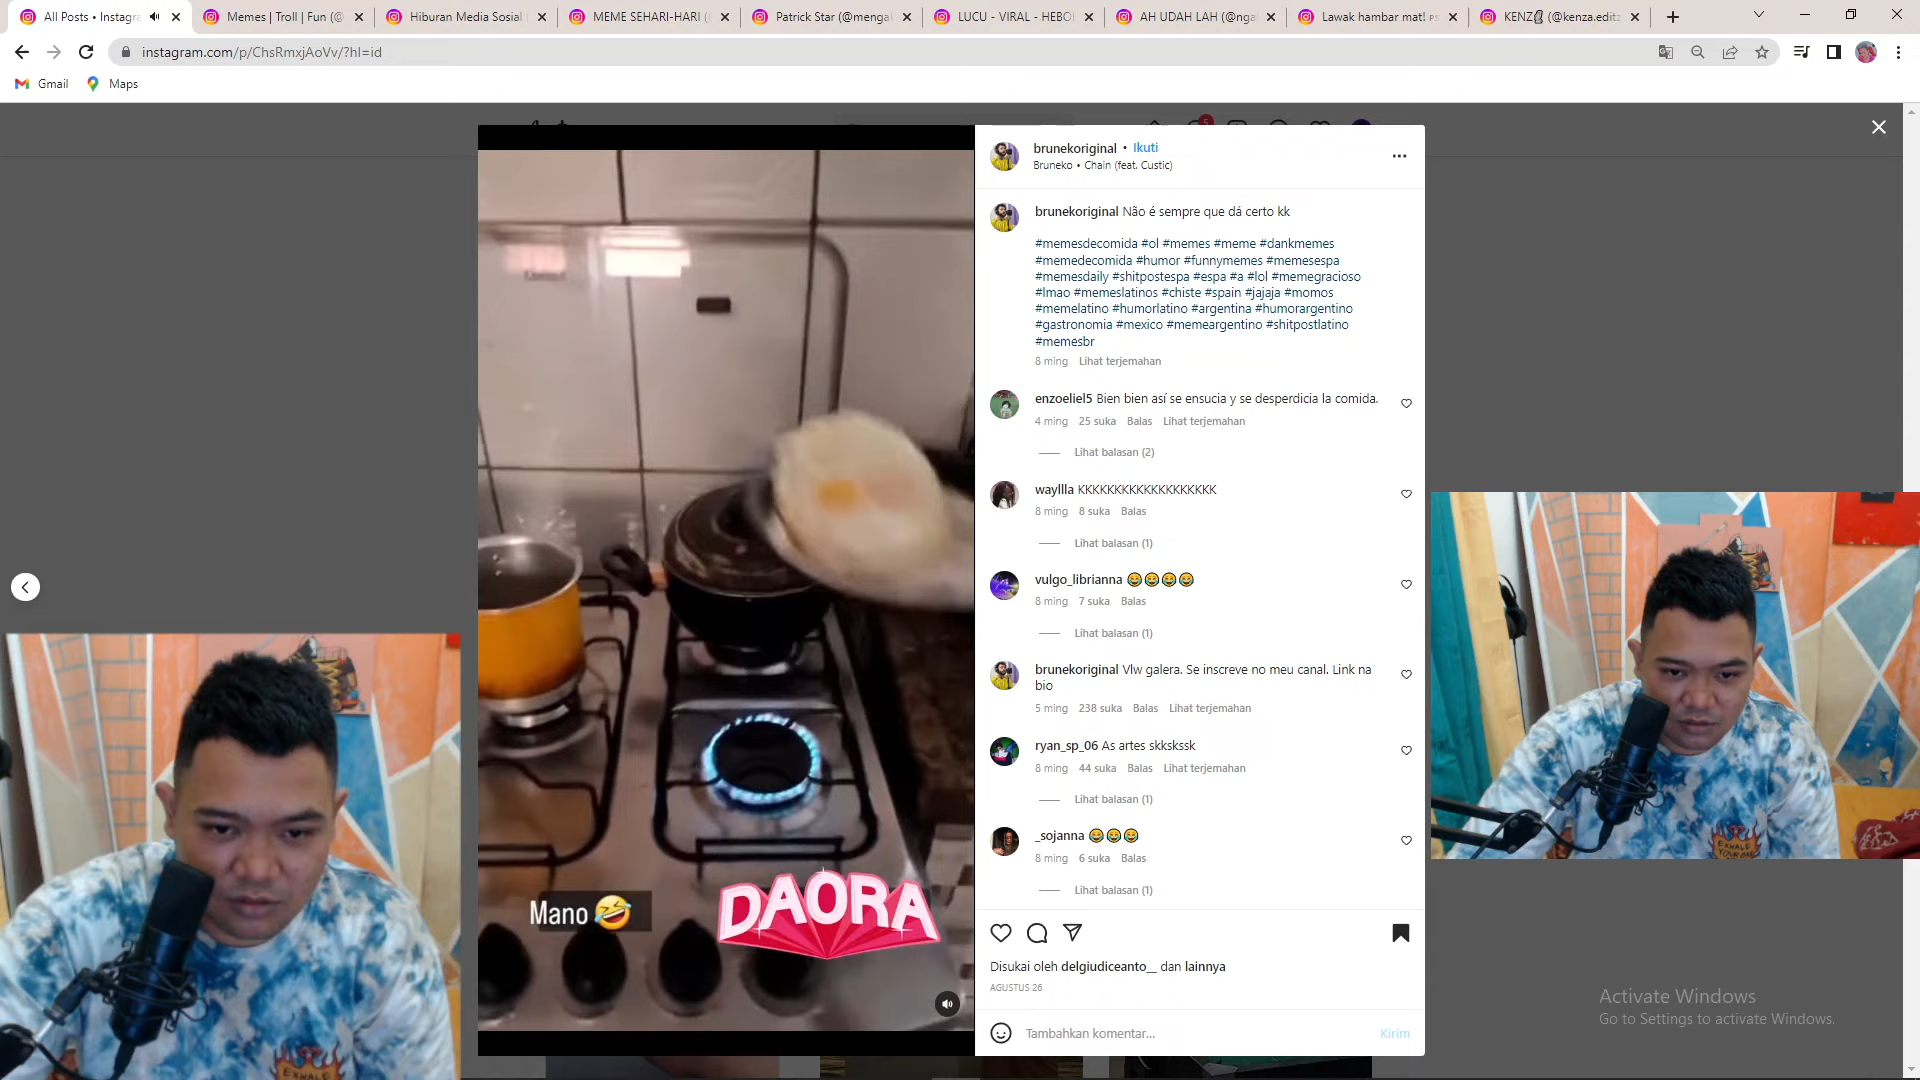 All Posts • Instagra
Memes | Troll | Fun (@
Hiburan Media Sosial
MEME SEHARI-HARI
Patrick Star (@mengak
LUCU - VIRAL - HEBO
AH UDAH LAH (@nga
Lawak hambar mat!
(@kenza.edit
instagram.com/p/ChsRmxjAoVv/?hl=id
Gmail
Maps
5
brunekoriginal • Ikuti
Bruneko • Chain (feat. Custic)
brunekoriginal Não é sempre que dá certo kk
#memesdecomida #ol #memes #meme #dankmemes
#memedecomida #humor #funnymemes #memesespa
#memesdaily #shitpostespa #espa #a #lol #memegracioso
#lmao #memeslatinos #chiste #spain #jajaja #momos
#memelatino #humorlatino #argentina #humorargentino
#gastronomia #mexico #memeargentino #shitpostlatino
#memesbr
8 ming Lihat terjemahan
enzoeliel5 Bien bien así se ensucia y se desperdicia la comida.
4 ming 25 suka Balas Lihat terjemahan
Lihat balasan (2)
wayllla KKKKKKKKKKKKKKKKKKK
8 ming 8 suka Balas
Lihat balasan (1)
vulgo_librianna 😂😂😂😂
8 ming 7 suka Balas
Lihat balasan (1)
brunekoriginal Vlw galera. Se inscreve no meu canal. Link na
bio
5 ming 238 suka Balas Lihat terjemahan
ryan_sp_06 As artes skkskssk
8 ming 44 suka Balas Lihat terjemahan
Lihat balasan (1)
_sojanna 😂😂😂
8 ming 6 suka Balas
Lihat balasan (1)
Mano 🤣
DAORA
Disukai oleh delgiudiceanto__ dan lainnya
AGUSTUS 26
Tambahkan komentar...
Kirim
Activate Windows
Go to Settings to activate Windows.
EXHALE
YOUR
EXHALE